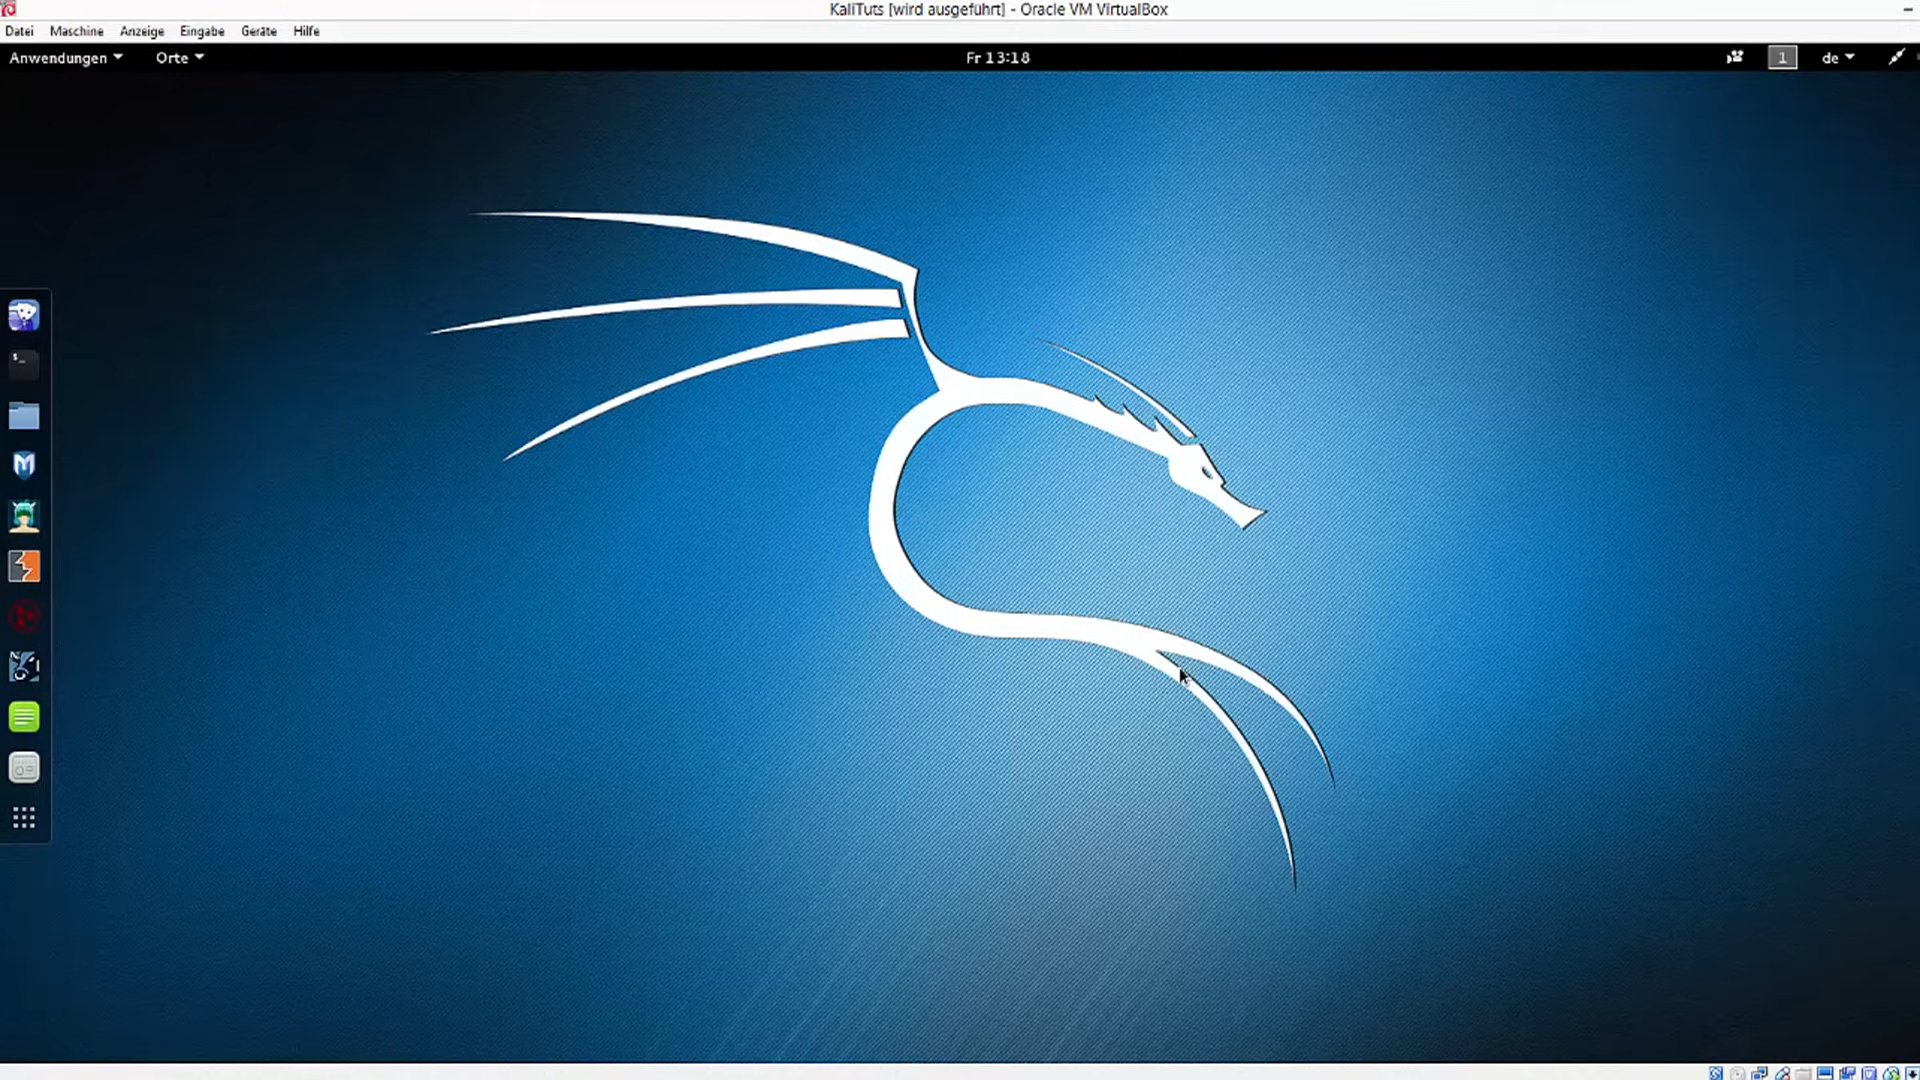 KaliTuts [wird ausgeführt] - Oracle VM VirtualBox
Datei Maschine Anzeige Eingabe Geräte Hilfe
Anwendungen Orte Fr 13:18 1 de
$_